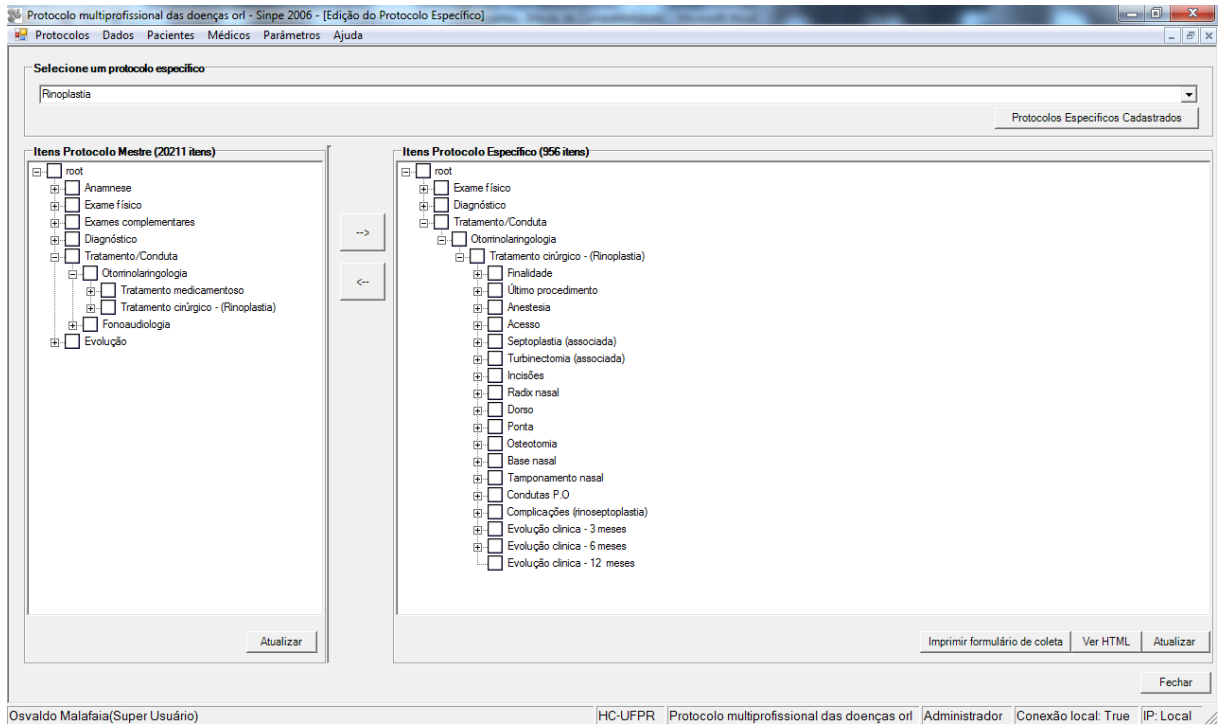 Protocolo multiprofissional das doenças orl - Sinpe 2006 - [Edição do Protocolo Específico]
Protocolos Dados Pacientes Médicos Parâmetros Ajuda
Selecione um protocolo específico
Rinoplastia
Protocolos Especificos Cadastrados
Itens Protocolo Mestre (20211 itens)
root
Anamnese
Exame físico
Exames complementares
Diagnóstico
Tratamento/Conduta
Otorrinolaringologia
Tratamento medicamentoso
Tratamento cirúrgico - (Rinoplastia)
Fonoaudiologia
Evolução
Atualizar
-->
<--
Itens Protocolo Específico (956 itens)
root
Exame físico
Diagnóstico
Tratamento/Conduta
Otorrinolaringologia
Tratamento cirúrgico - (Rinoplastia)
Finalidade
Último procedimento
Anestesia
Acesso
Septoplastia (associada)
Turbinectomia (associada)
Incisões
Radix nasal
Dorso
Ponta
Osteotomia
Base nasal
Tamponamento nasal
Condutas P.O
Complicações (rinoseptoplastia)
Evolução clinica - 3 meses
Evolução clinica - 6 meses
Evolução clinica - 12 meses
Imprimir formulário de coleta Ver HTML Atualizar
Fechar
Osvaldo Malafaia(Super Usuário) HC-UFPR Protocolo multiprofissional das doenças orl Administrador Conexão local: True IP: Local